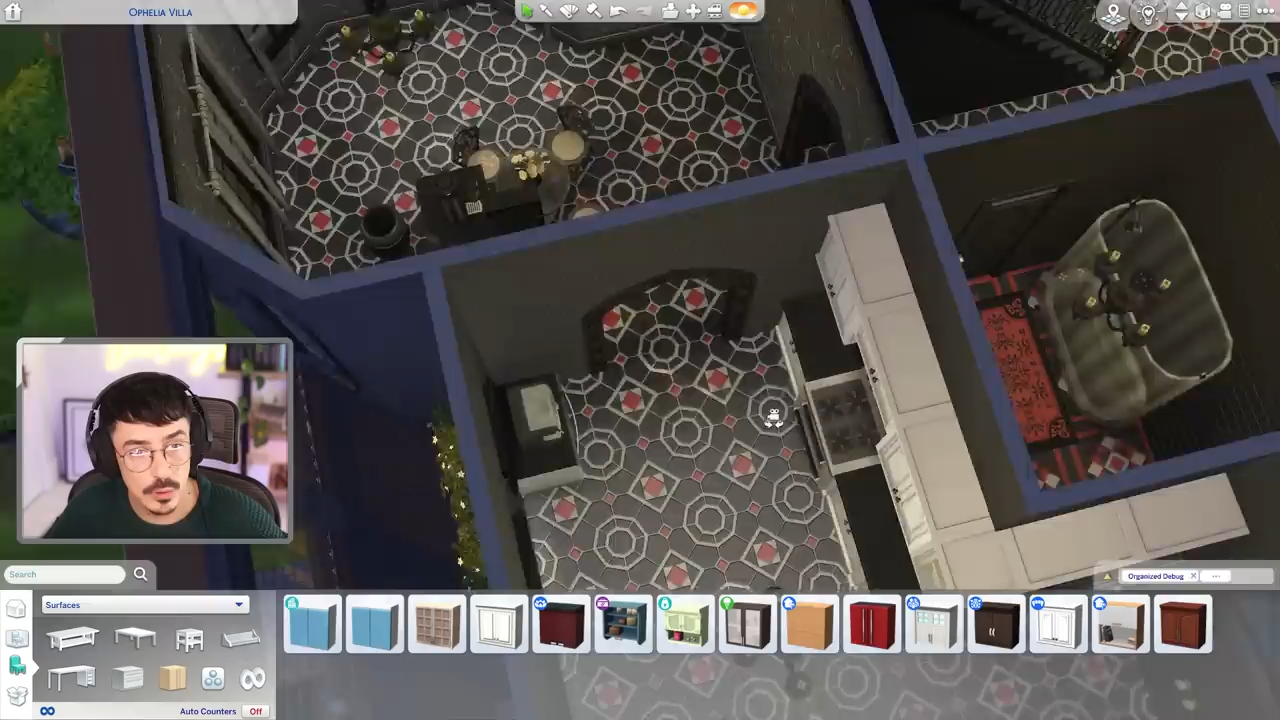 Ophelia Villa
Search
Organized Debug
Surfaces
Auto Counters
Off